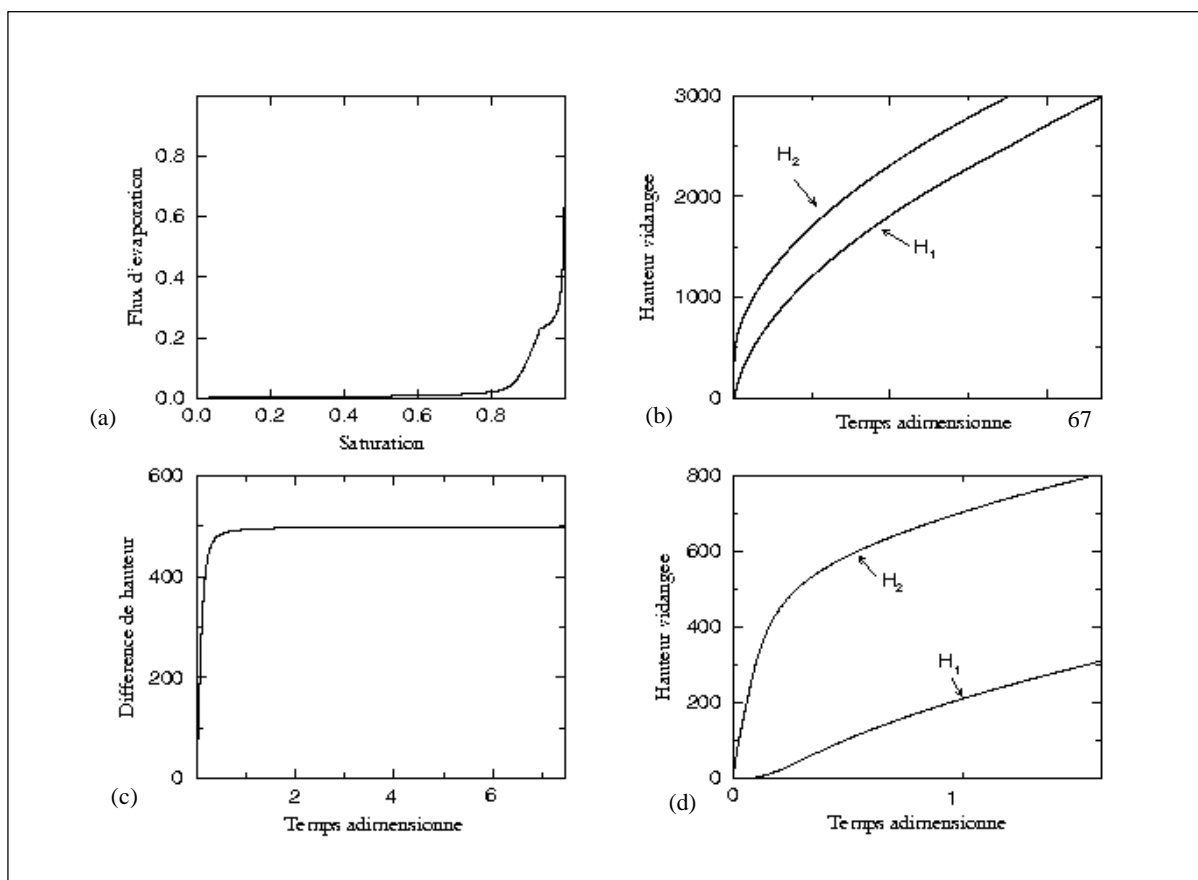 0.8
0.6
0.4
0.2
0.0
0.0 0.2 0.4 0.6 0.8
Flux d'evaporation
Saturation
(a)
3000
2000
1000
0
Hauteur vidangee
H2
H1
Temps adimensionne
67
(b)
600
400
200
0
2 4 6
Difference de hauteur
Temps adimensionne
(c)
800
600
400
200
0
0 1
Hauteur vidangee
H2
H1
Temps adimensionne
(d)